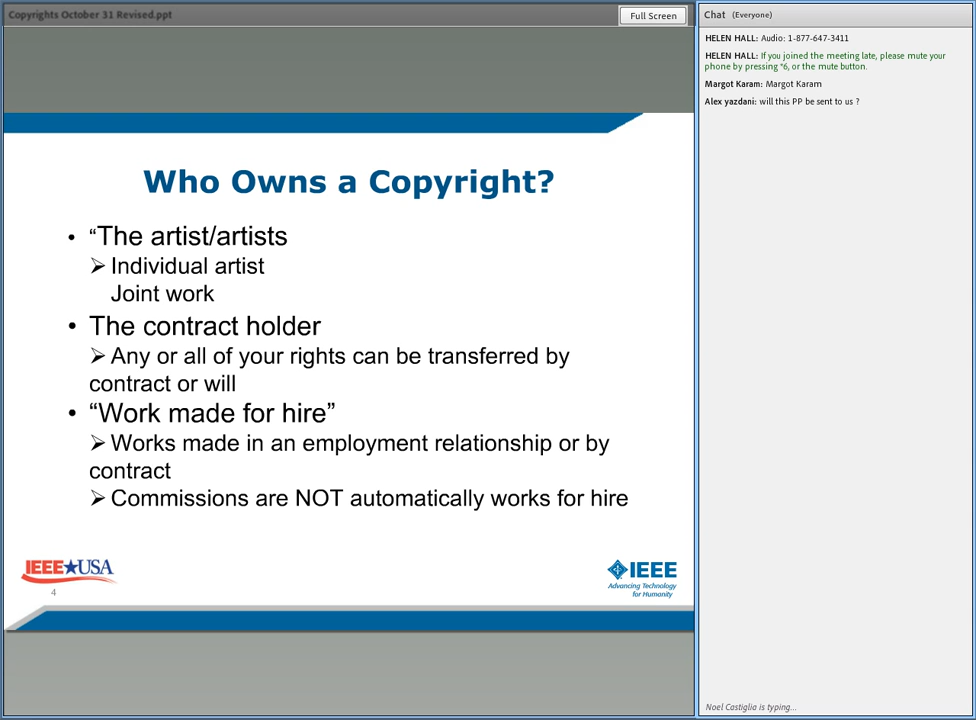 Copyrights October 31 Revised.ppt
Full Screen
Who Owns a Copyright?
• “The artist/artists
➢ Individual artist
Joint work
• The contract holder
➢ Any or all of your rights can be transferred by
contract or will
• “Work made for hire”
➢ Works made in an employment relationship or by
contract
➢ Commissions are NOT automatically works for hire
IEEE★USA
4
IEEE
Advancing Technology
for Humanity
Chat (Everyone)
HELEN HALL: Audio: 1-877-647-3411
HELEN HALL: If you joined the meeting late, please mute your
phone by pressing *6, or the mute button.
Margot Karam: Margot Karam
Alex yazdani: will this PP be sent to us ?
Noel Castiglia is typing...